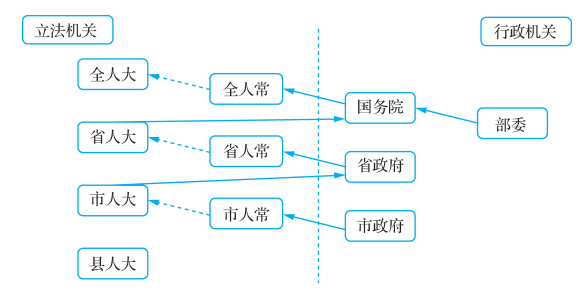 立法机关
行政机关
全人大
全人常
国务院
部委
省人大
省人常
省政府
市人大
市人常
市政府
县人大